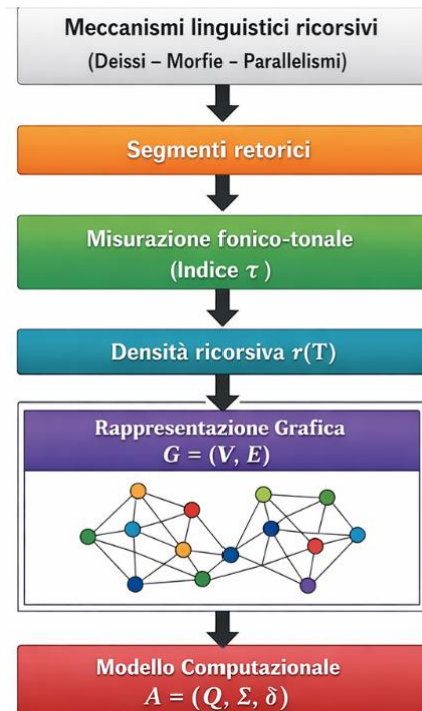 Meccanismi linguistici ricorsivi
(Deissi – Morfie – Parallelismi)
Segmenti retorici
Misurazione fonico-tonale
(Indice τ )
Densità ricorsiva r(T)
Rappresentazione Grafica
G = (V, E)
Modello Computazionale
A = (Q, Σ, δ)